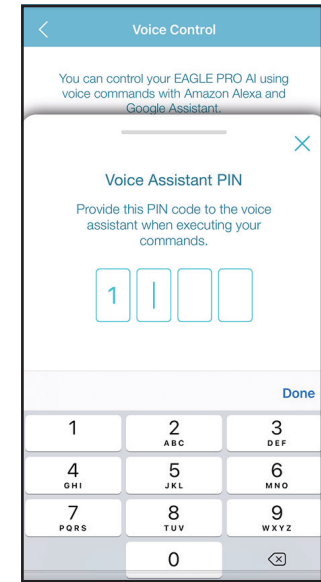 Voice Control
You can control your EAGLE PRO AI using
voice commands with Amazon Alexa and
Google Assistant.
Voice Assistant PIN
Provide this PIN code to the voice
assistant when executing your
commands.
1
Done
1 2 3
ABC DEF
4 5 6
GHI JKL MNO
7 8 9
PQRS TUV WXYZ
0